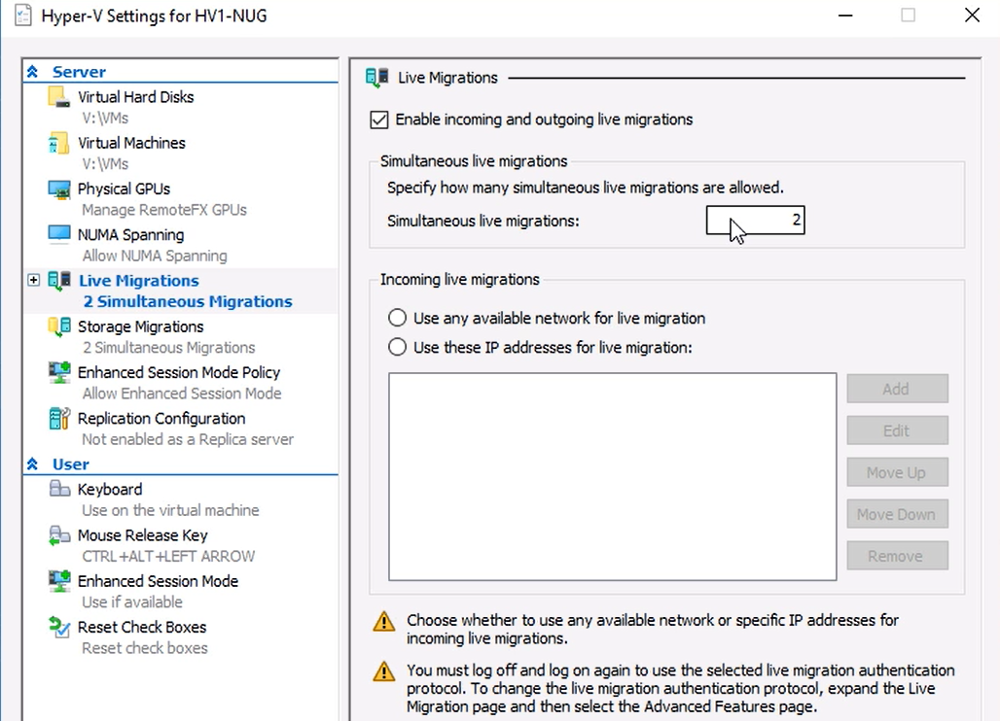 Hyper-V Settings for HV1-NUG
Server
Virtual Hard Disks
V:\VMs
Virtual Machines
V:\VMs
Physical GPUs
Manage RemoteFX GPUs
NUMA Spanning
Allow NUMA Spanning
Live Migrations
2 Simultaneous Migrations
Storage Migrations
2 Simultaneous Migrations
Enhanced Session Mode Policy
Allow Enhanced Session Mode
Replication Configuration
Not enabled as a Replica server
User
Keyboard
Use on the virtual machine
Mouse Release Key
CTRL+ALT+LEFT ARROW
Enhanced Session Mode
Use if available
Reset Check Boxes
Reset check boxes
Live Migrations
Enable incoming and outgoing live migrations
Simultaneous live migrations
Specify how many simultaneous live migrations are allowed.
Simultaneous live migrations: 2
Incoming live migrations
Use any available network for live migration
Use these IP addresses for live migration:
Add
Edit
Move Up
Move Down
Remove
Choose whether to use any available network or specific IP addresses for
incoming live migrations.
You must log off and log on again to use the selected live migration authentication
protocol. To change the live migration authentication protocol, expand the Live
Migration page and then select the Advanced Features page.